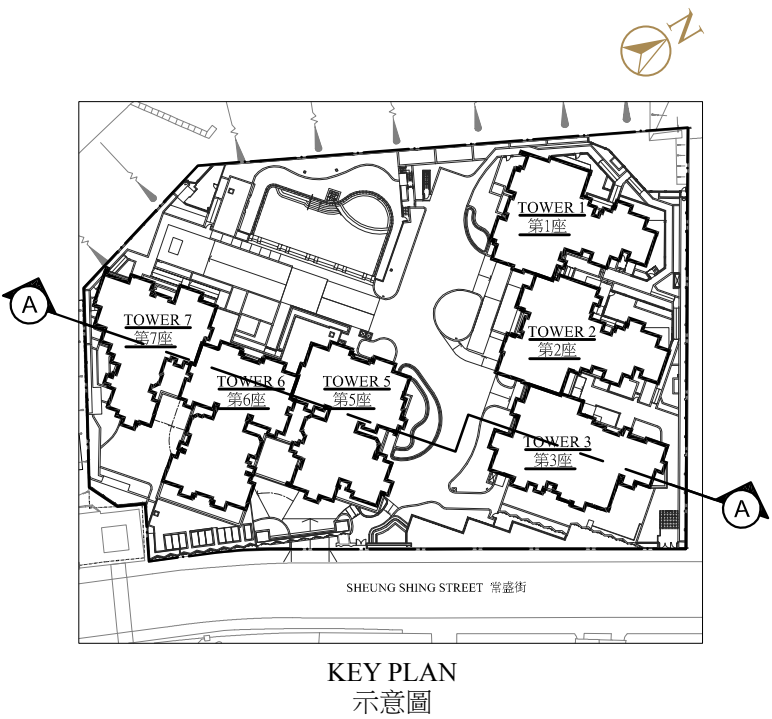 N
TOWER 1
第1座
A
TOWER 7
第7座
TOWER 2
第2座
TOWER 6
第6座
TOWER 5
第5座
TOWER 3
第3座
A
SHEUNG SHING STREET 常盛街
KEY PLAN
示意圖